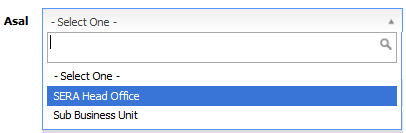 Asal - Select One -
- Select One -
SERA Head Office
Sub Business Unit